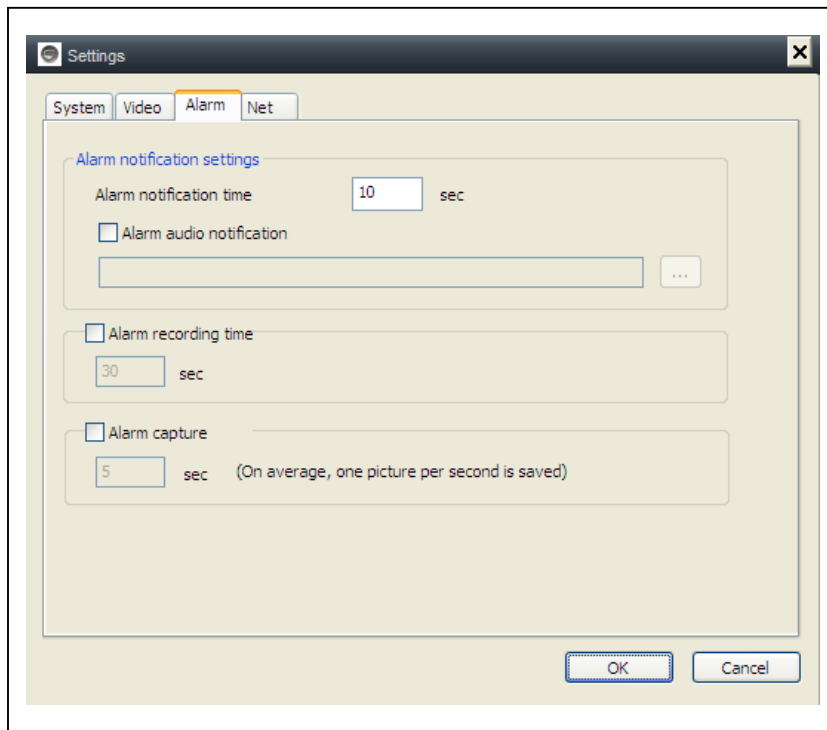 Settings
System Video Alarm Net
Alarm notification settings
Alarm notification time 10 sec
Alarm audio notification
...
Alarm recording time
30 sec
Alarm capture
5 sec (On average, one picture per second is saved)
OK Cancel